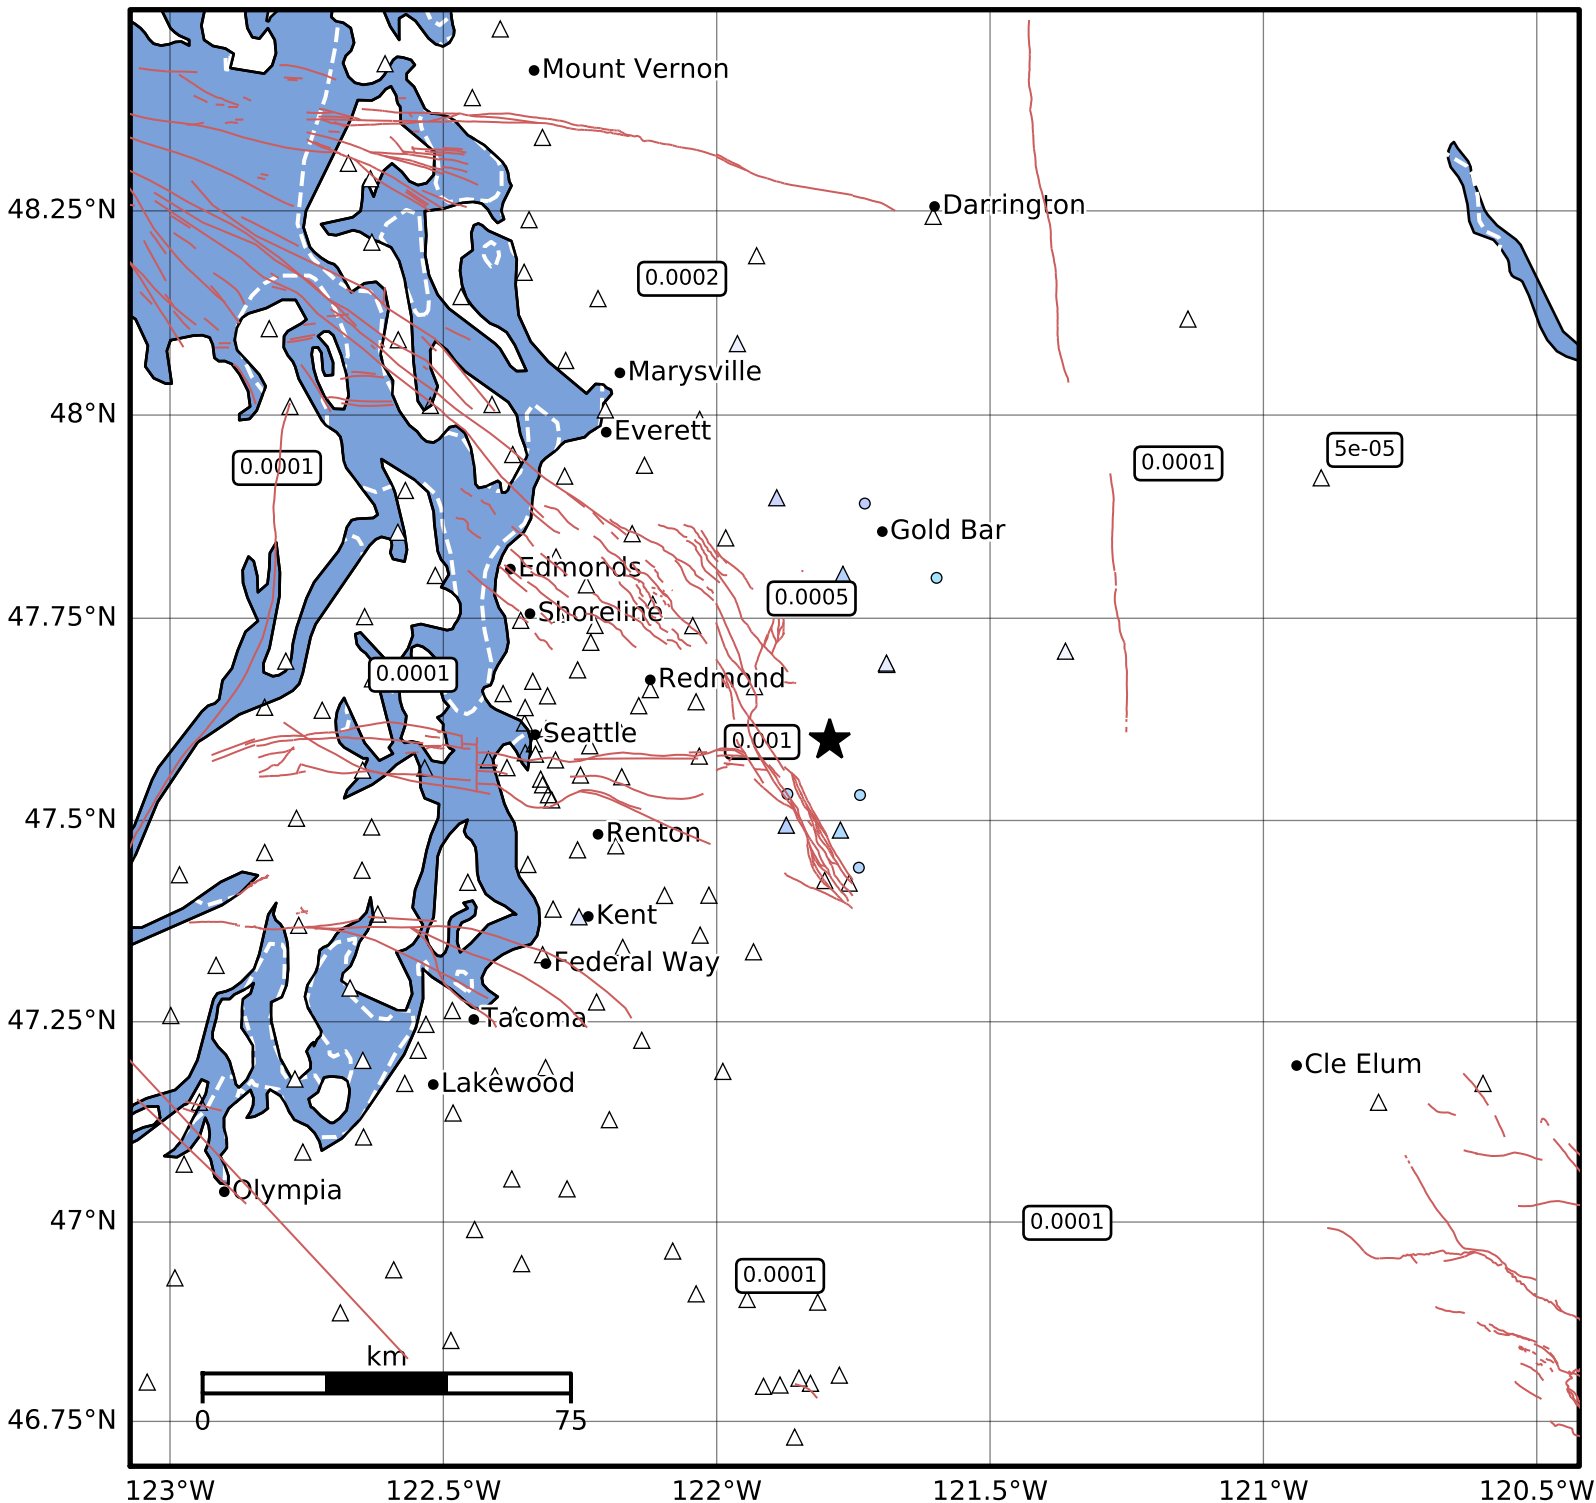 Mount Vernon
48.25°N
Darrington
0.0002
Marysville
48°N
Everett
0.0001
0.0001
5e-05
Gold Bar
Edmonds
0.0005
47.75°N
Shoreline
0.0001
Redmond
Seattle
0.001
47.5°N
Renton
Kent
Federal Way
47.25°N
Tacoma
Cle Elum
Lakewood
Olympia
47°N
0.0001
0.0001
km
0
75
46.75°N
123°W
122.5°W
122°W
121.5°W
121°W
120.5°W